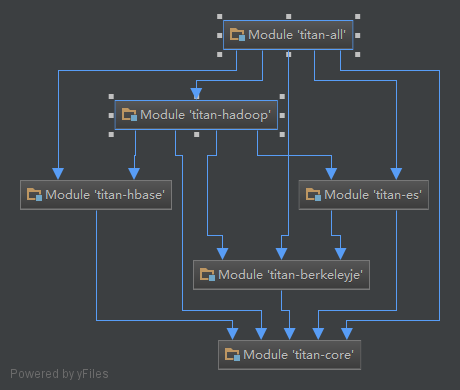 Module 'titan-all'
Module 'titan-hadoop'
Module 'titan-hbase'
Module 'titan-es'
Module 'titan-berkeleyje'
Module 'titan-core'
Powered by yFiles